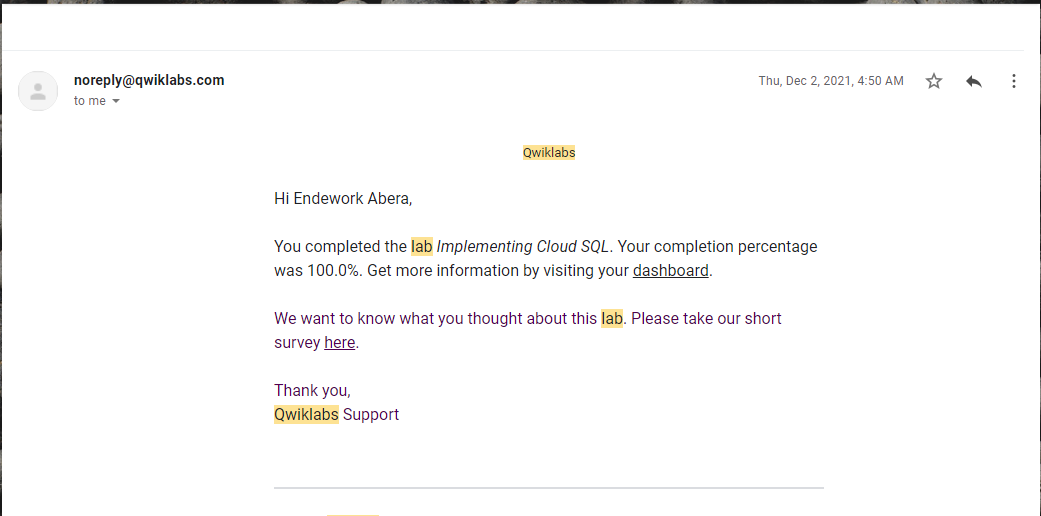 noreply@qwiklabs.com
Thu, Dec 2, 2021, 4:50 AM
to me
Qwiklabs
Hi Endework Abera,
You completed the lab Implementing Cloud SQL. Your completion percentage
was 100.0%. Get more information by visiting your dashboard.
We want to know what you thought about this lab. Please take our short
survey here.
Thank you,
Qwiklabs Support